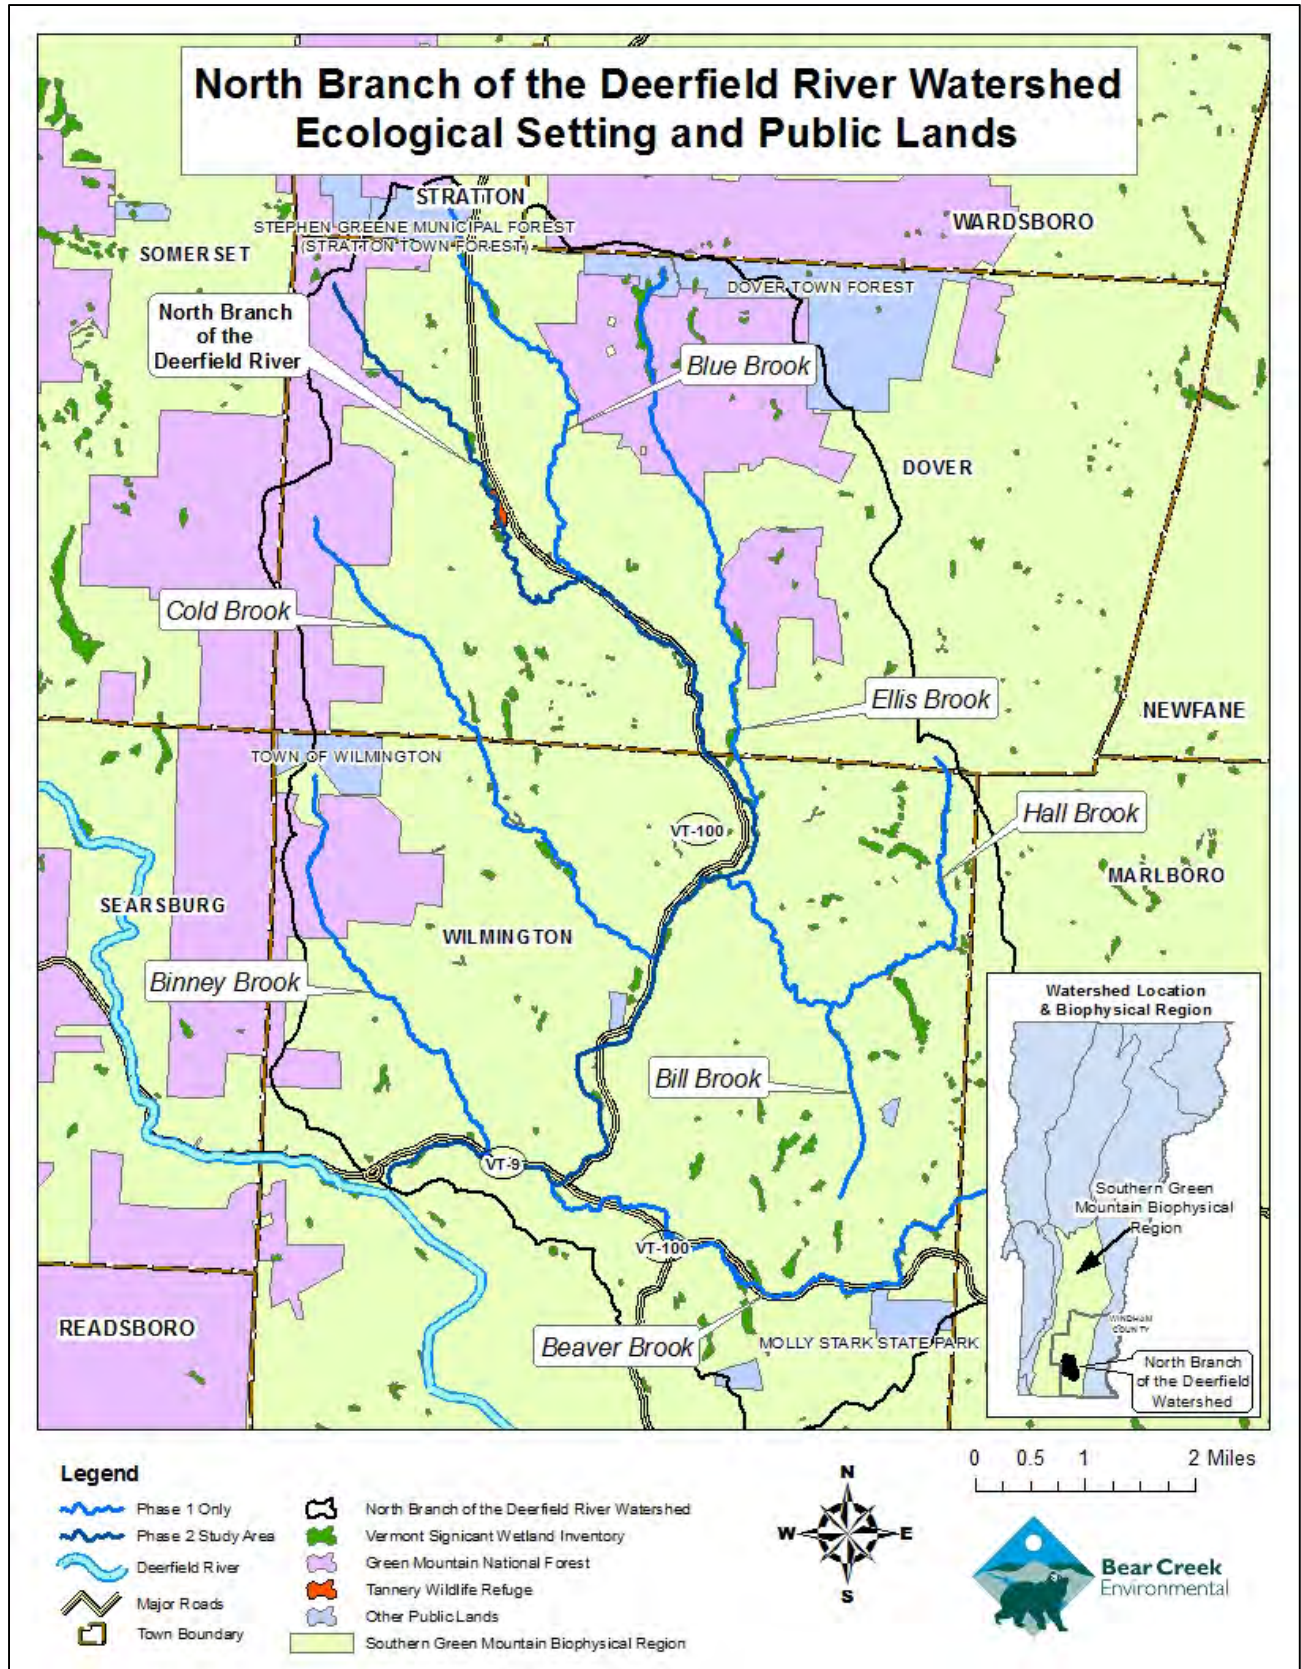 North Branch of the Deerfield River Watershed
Ecological Setting and Public Lands
STRATTON
STEPHEN GREENE MUNICIPAL FOREST
(STRATTON TOWN FOREST)
WARDSBORO
SOMERSET
DOVER TOWN FOREST
North Branch
of the
Deerfield River
Blue Brook
DOVER
Cold Brook
Ellis Brook
NEWFANE
TOWN OF WILMINGTON
Hall Brook
VT-100
MARLBORO
SEARSBURG
WILMINGTON
Binney Brook
Bill Brook
VT-9
VT-100
READSBORO
Beaver Brook
MOLLY STARK STATE PARK
Watershed Location
& Biophysical Region
Southern Green
Mountain Biophysical
Region
WINDHAM
COUNTY
North Branch
of the Deerfield
Watershed
Legend
Phase 1 Only
Phase 2 Study Area
Deerfield River
Major Roads
Town Boundary
North Branch of the Deerfield River Watershed
Vermont Signicant Wetland Inventory
Green Mountain National Forest
Tannery Wildlife Refuge
Other Public Lands
Southern Green Mountain Biophysical Region
N
W E
S
0 0.5 1 2 Miles
Bear Creek
Environmental